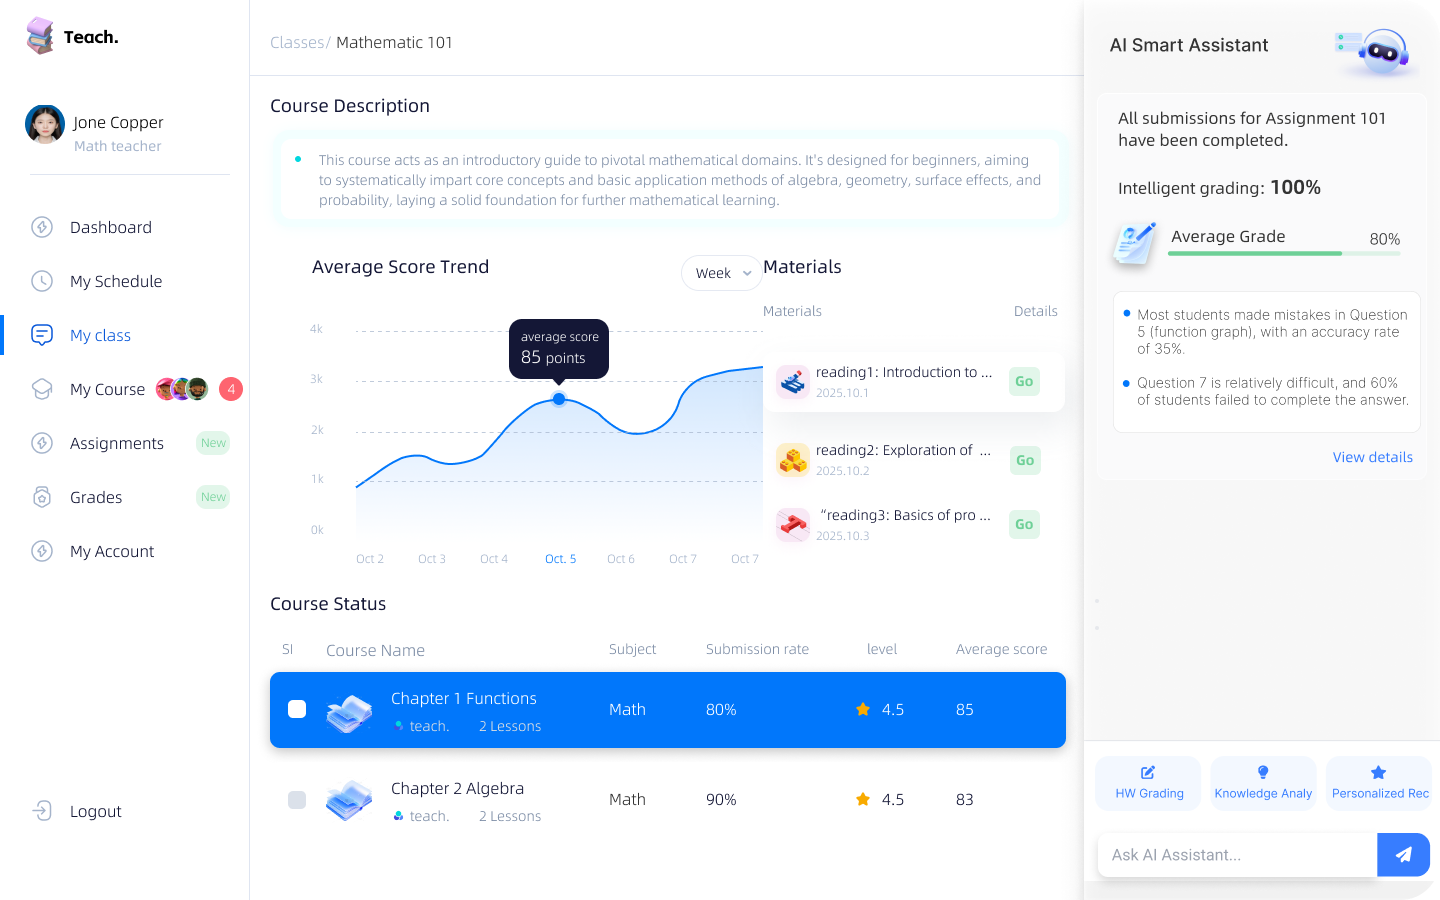 Teach.
Jone Copper
Math teacher
Dashboard
My Schedule
My class
My Course
4
Assignments
New
Grades
New
My Account
Logout
Classes/ Mathematic 101
Course Description
This course acts as an introductory guide to pivotal mathematical domains. It's designed for beginners, aiming
to systematically impart core concepts and basic application methods of algebra, geometry, surface effects, and
probability, laying a solid foundation for further mathematical learning.
Average Score Trend
Week
4k
3k
2k
1k
0k
average score
85 points
Oct 2
Oct 3
Oct 4
Oct. 5
Oct 6
Oct 7
Oct 7
Materials
Materials
Details
reading1: Introduction to ...
2025.10.1
Go
reading2: Exploration of ...
2025.10.2
Go
“reading3: Basics of pro ...
2025.10.3
Go
Course Status
SI
Course Name
Subject
Submission rate
level
Average score
Chapter 1 Functions
teach.
2 Lessons
Math
80%
4.5
85
Chapter 2 Algebra
teach.
2 Lessons
Math
90%
4.5
83
AI Smart Assistant
All submissions for Assignment 101
have been completed.
Intelligent grading: 100%
Average Grade
80%
Most students made mistakes in Question
5 (function graph), with an accuracy rate
of 35%.
Question 7 is relatively difficult, and 60%
of students failed to complete the answer.
View details
HW Grading
Knowledge Analy
Personalized Rec
Ask AI Assistant...